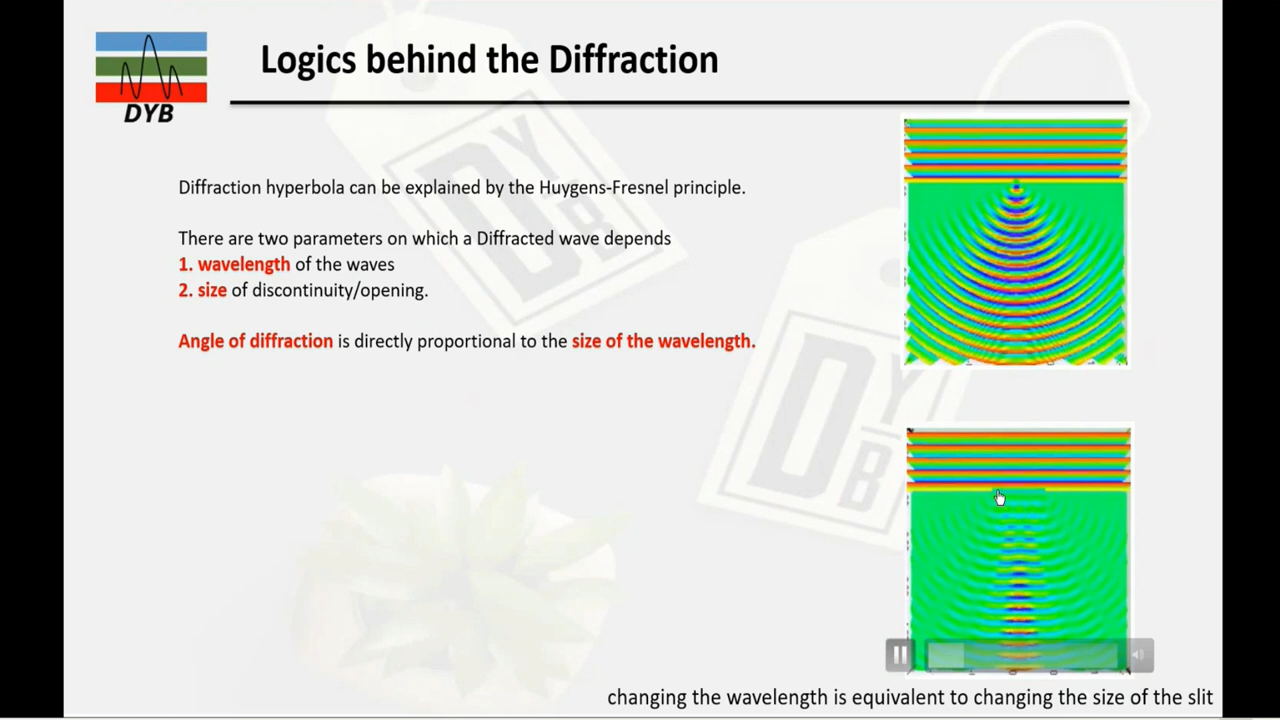 Logics behind the Diffraction
DYB
Diffraction hyperbola can be explained by the Huygens-Fresnel principle.
There are two parameters on which a Diffracted wave depends
1. wavelength of the waves
2. size of discontinuity/opening.
Angle of diffraction is directly proportional to the size of the wavelength.
DYB
DYB
changing the wavelength is equivalent to changing the size of the slit